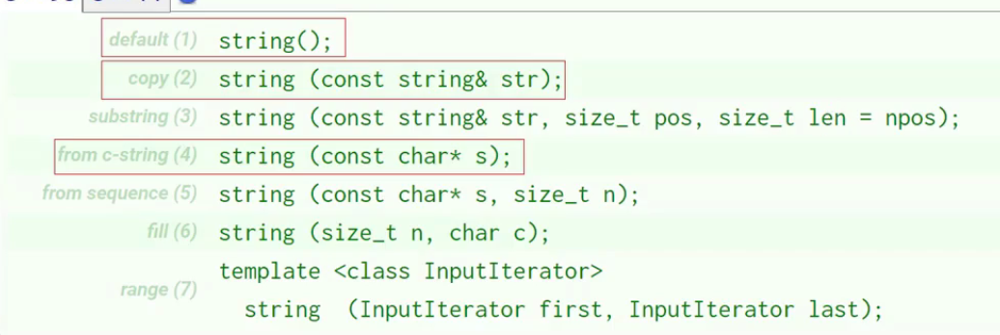 default (1) string();
copy (2) string (const string& str);
substring (3) string (const string& str, size_t pos, size_t len = npos);
from c-string (4) string (const char* s);
from sequence (5) string (const char* s, size_t n);
fill (6) string (size_t n, char c);
template <class InputIterator>
range (7) string (InputIterator first, InputIterator last);